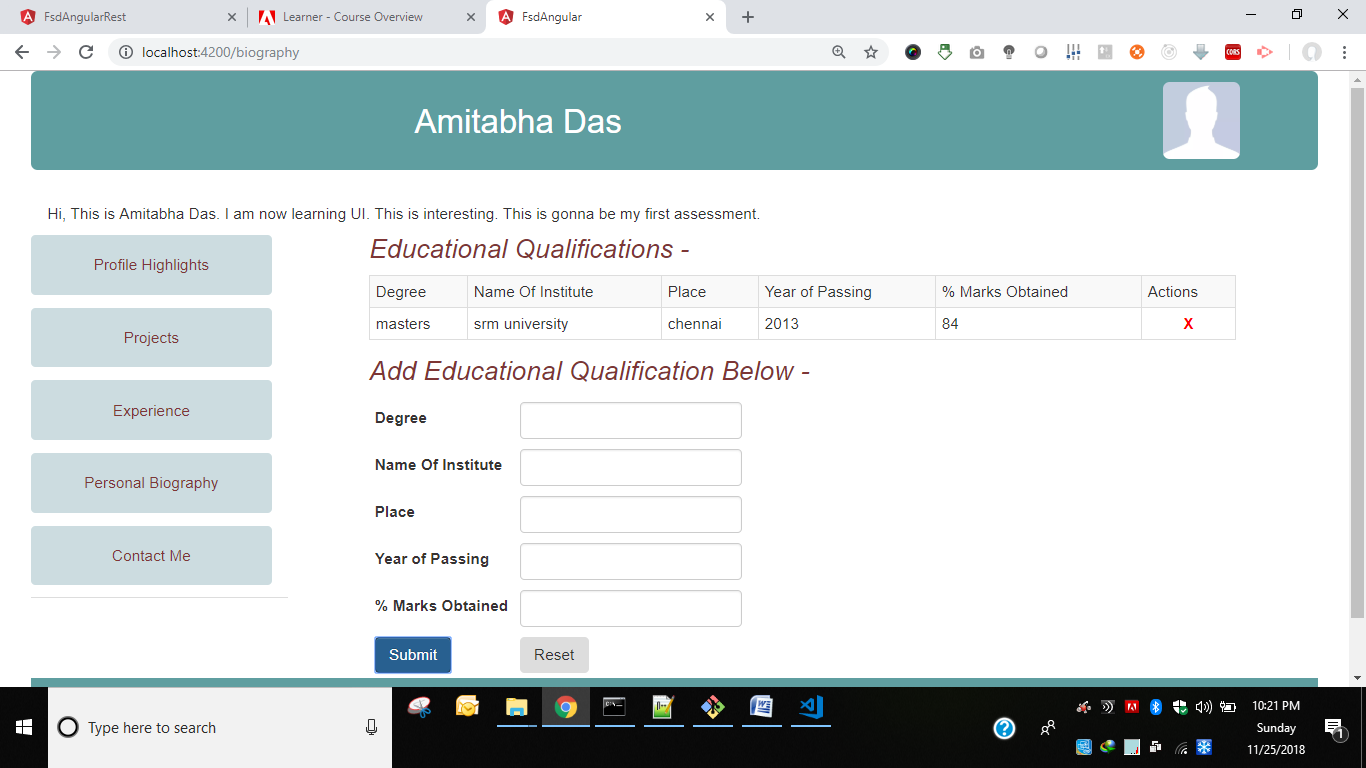 FsdAngularRest
Learner - Course Overview
FsdAngular
localhost:4200/biography
CORS
Amitabha Das
Hi, This is Amitabha Das. I am now learning UI. This is interesting. This is gonna be my first assessment.
Profile Highlights
Projects
Experience
Personal Biography
Contact Me
Educational Qualifications -
Degree Name Of Institute Place Year of Passing % Marks Obtained Actions
masters srm university chennai 2013 84 X
Add Educational Qualification Below -
Degree
Name Of Institute
Place
Year of Passing
% Marks Obtained
Submit Reset
Type here to search
10:21 PM
Sunday
11/25/2018
1